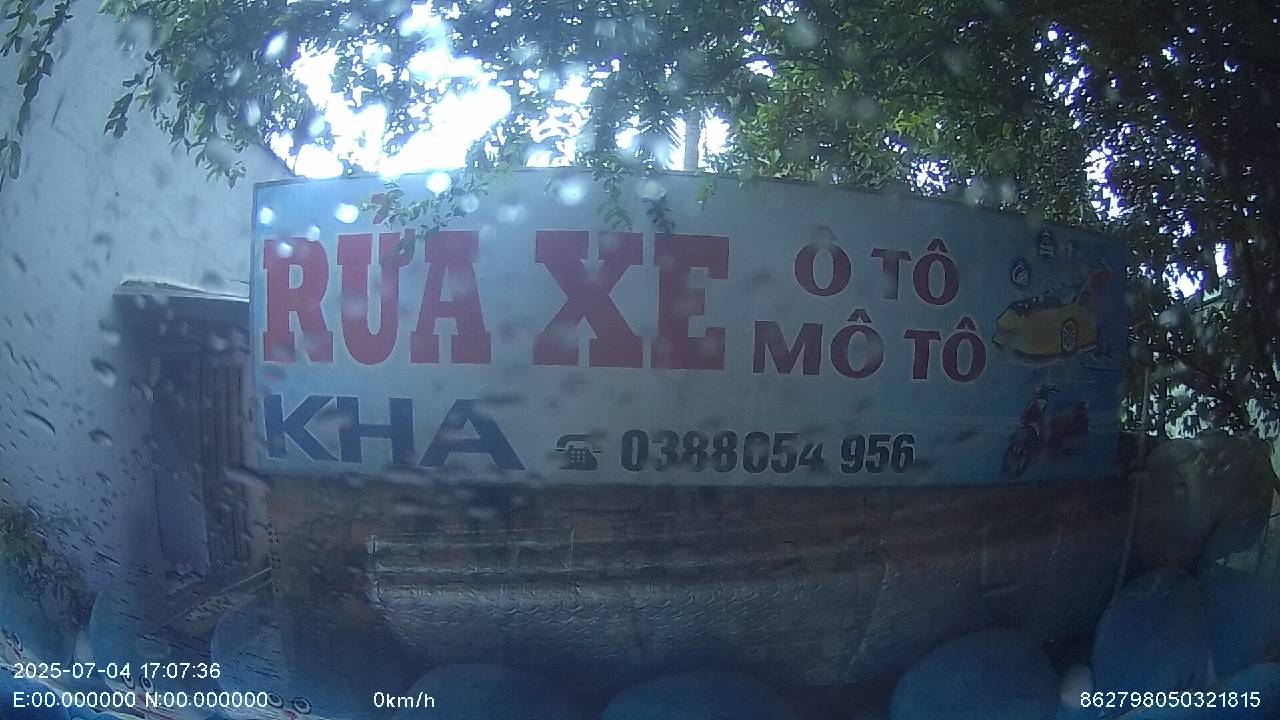 RỬA XE
Ô TÔ
MÔ TÔ
KHA
0388054 956
2025-07-04 17:07:36
E:00.000000 N:00.000000
0km/h
862798050321815